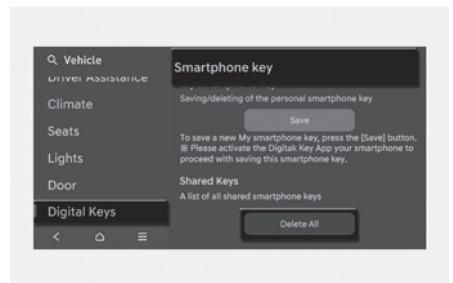 Vehicle
Driver Assistance
Climate
Seats
Lights
Door
Digital Keys
Smartphone key
Saving/deleting of the personal smartphone key
Save
To save a new My smartphone key, press the [Save] button.
※ Please activate the Digitak Key App your smartphone to
proceed with saving this smartphone key.
Shared Keys
A list of all shared smartphone keys
Delete All